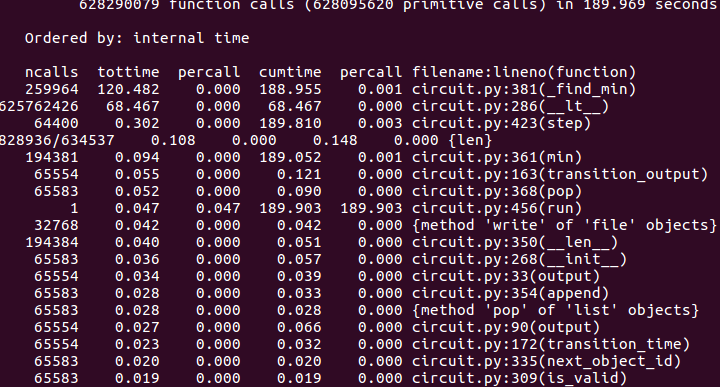 628290079 function calls (628095620 primitive calls) in 189.969 seconds
Ordered by: internal time
ncalls tottime percall cumtime percall filename:lineno(function)
259964 120.482 0.000 188.955 0.001 circuit.py:381(_find_min)
625762426 68.467 0.000 68.467 0.000 circuit.py:286(__lt__)
64400 0.302 0.000 189.810 0.003 circuit.py:423(step)
828936/634537 0.108 0.000 0.148 0.000 {len}
194381 0.094 0.000 189.052 0.001 circuit.py:361(min)
65554 0.055 0.000 0.121 0.000 circuit.py:163(transition_output)
65583 0.052 0.000 0.090 0.000 circuit.py:368(pop)
1 0.047 0.047 189.903 189.903 circuit.py:456(run)
32768 0.042 0.000 0.042 0.000 {method 'write' of 'file' objects}
194384 0.040 0.000 0.051 0.000 circuit.py:350(__len__)
65583 0.036 0.000 0.057 0.000 circuit.py:268(__init__)
65554 0.034 0.000 0.039 0.000 circuit.py:33(output)
65583 0.028 0.000 0.033 0.000 circuit.py:354(append)
65583 0.028 0.000 0.028 0.000 {method 'pop' of 'list' objects}
65554 0.027 0.000 0.066 0.000 circuit.py:90(output)
65554 0.023 0.000 0.032 0.000 circuit.py:172(transition_time)
65583 0.020 0.000 0.020 0.000 circuit.py:335(next_object_id)
65583 0.019 0.000 0.019 0.000 circuit.py:309(is_valid)